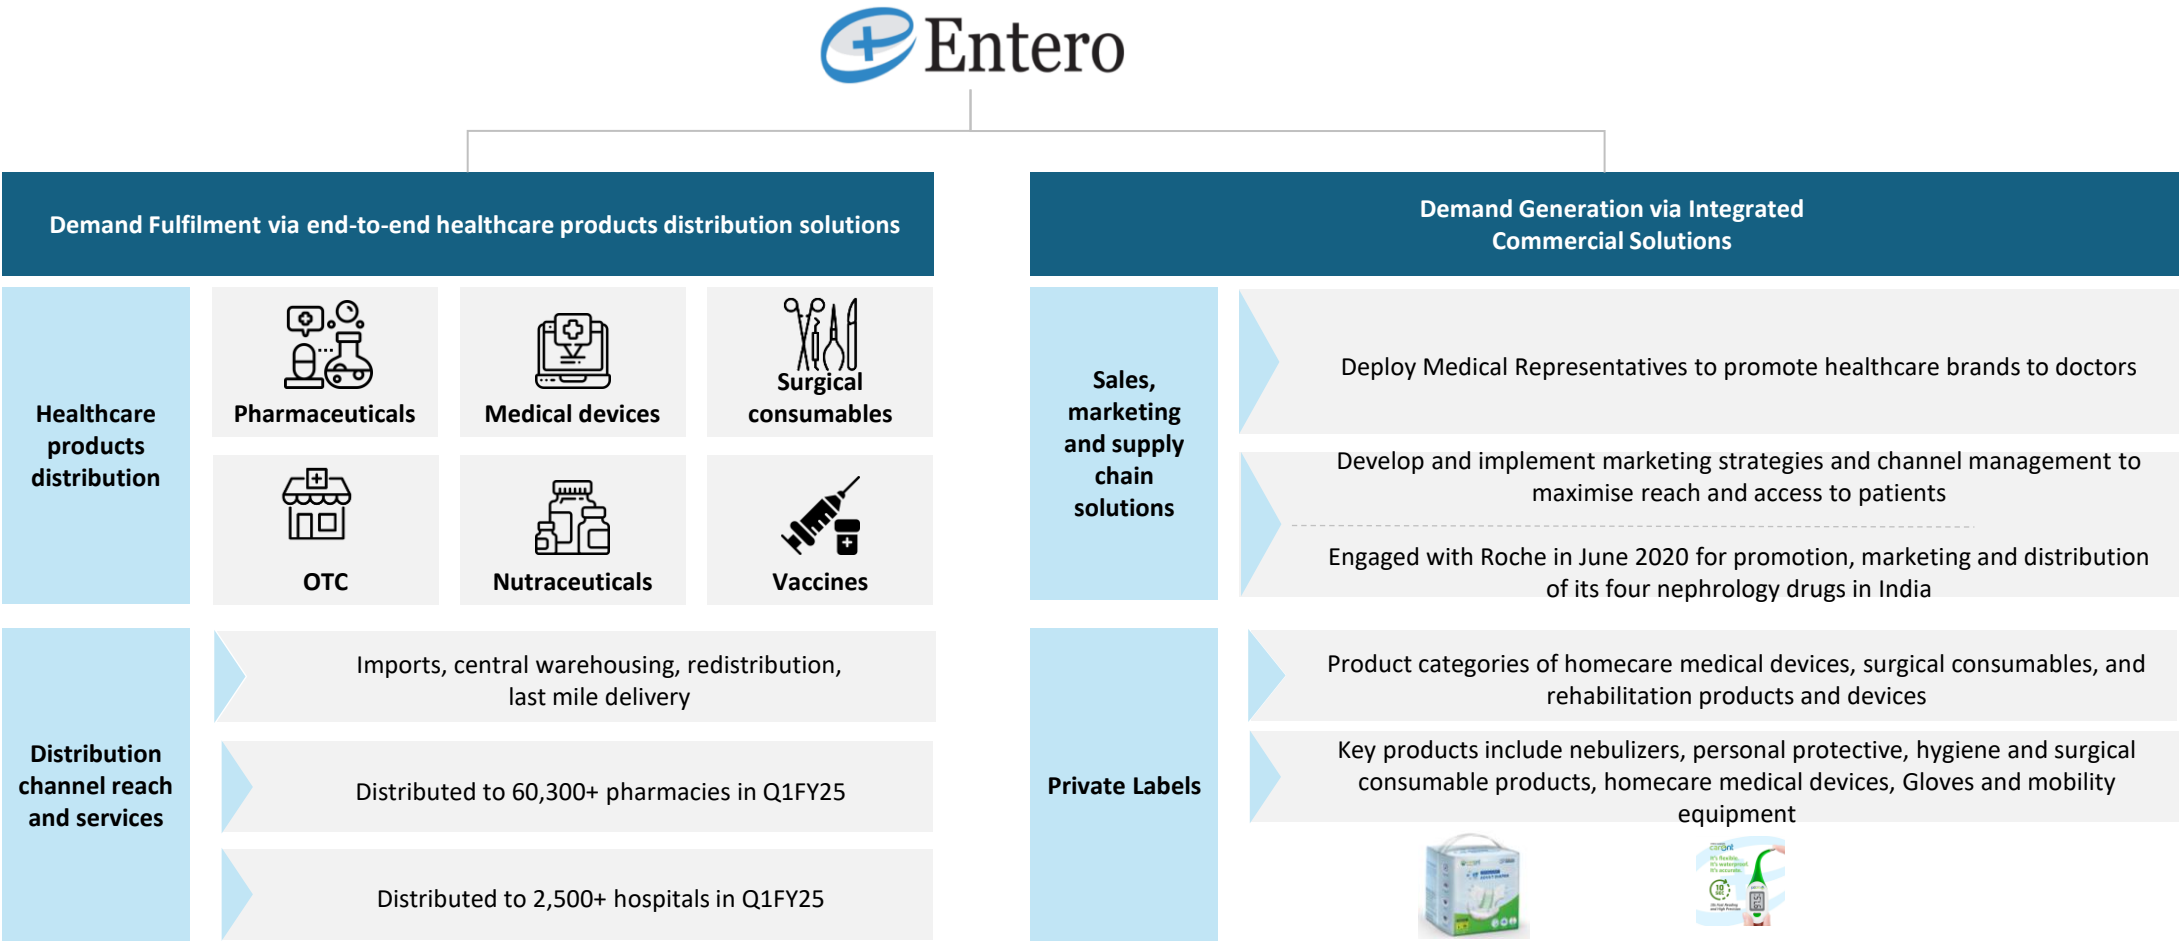 Entero
Demand Fulfilment via end-to-end healthcare products distribution solutions
Healthcare
products
distribution
Pharmaceuticals
Medical devices
Surgical
consumables
OTC
Nutraceuticals
Vaccines
Distribution
channel reach
and services
Imports, central warehousing, redistribution,
last mile delivery
Distributed to 60,300+ pharmacies in Q1FY25
Distributed to 2,500+ hospitals in Q1FY25
Demand Generation via Integrated
Commercial Solutions
Sales,
marketing
and supply
chain
solutions
Deploy Medical Representatives to promote healthcare brands to doctors
Develop and implement marketing strategies and channel management to
maximise reach and access to patients
Engaged with Roche in June 2020 for promotion, marketing and distribution
of its four nephrology drugs in India
Private Labels
Product categories of homecare medical devices, surgical consumables, and
rehabilitation products and devices
Key products include nebulizers, personal protective, hygiene and surgical
consumable products, homecare medical devices, Gloves and mobility
equipment
It's flexible.
It's waterproof.
It's accurate.
10